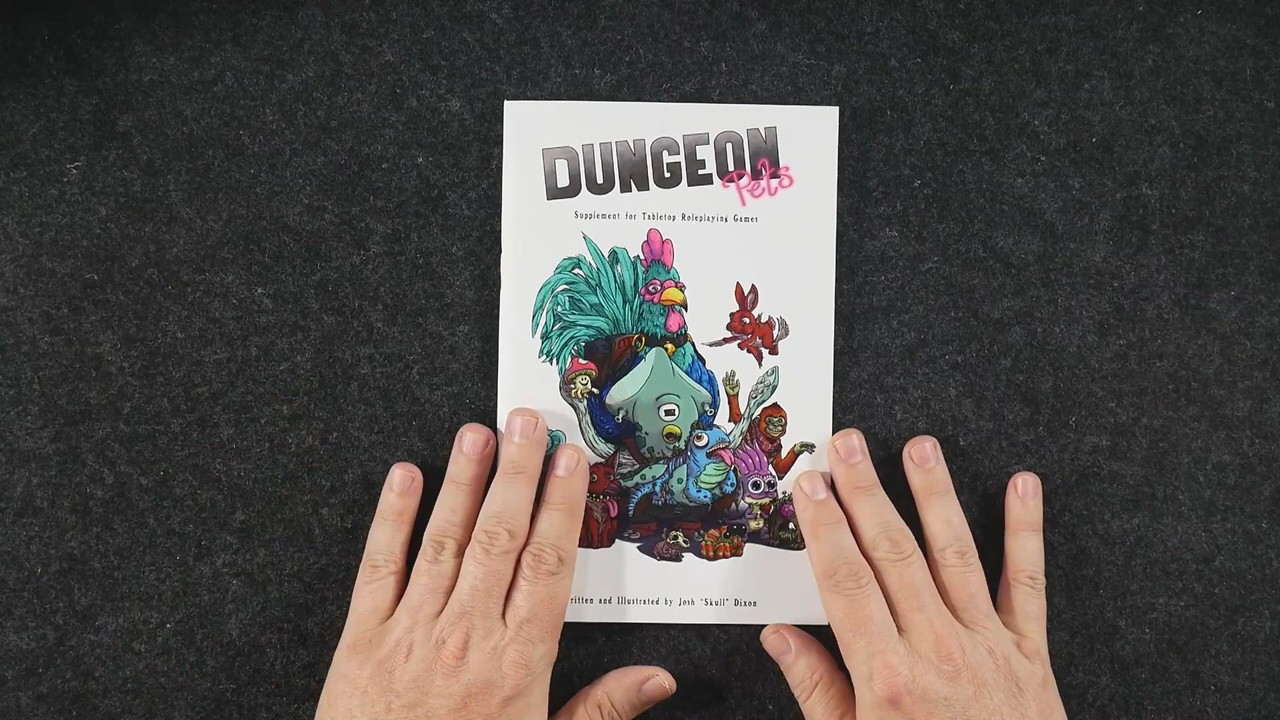 DUNGEON
Pets
Supplement for Tabletop Roleplaying Games
ritten and Illustrated by Josh "Skull" Dixon